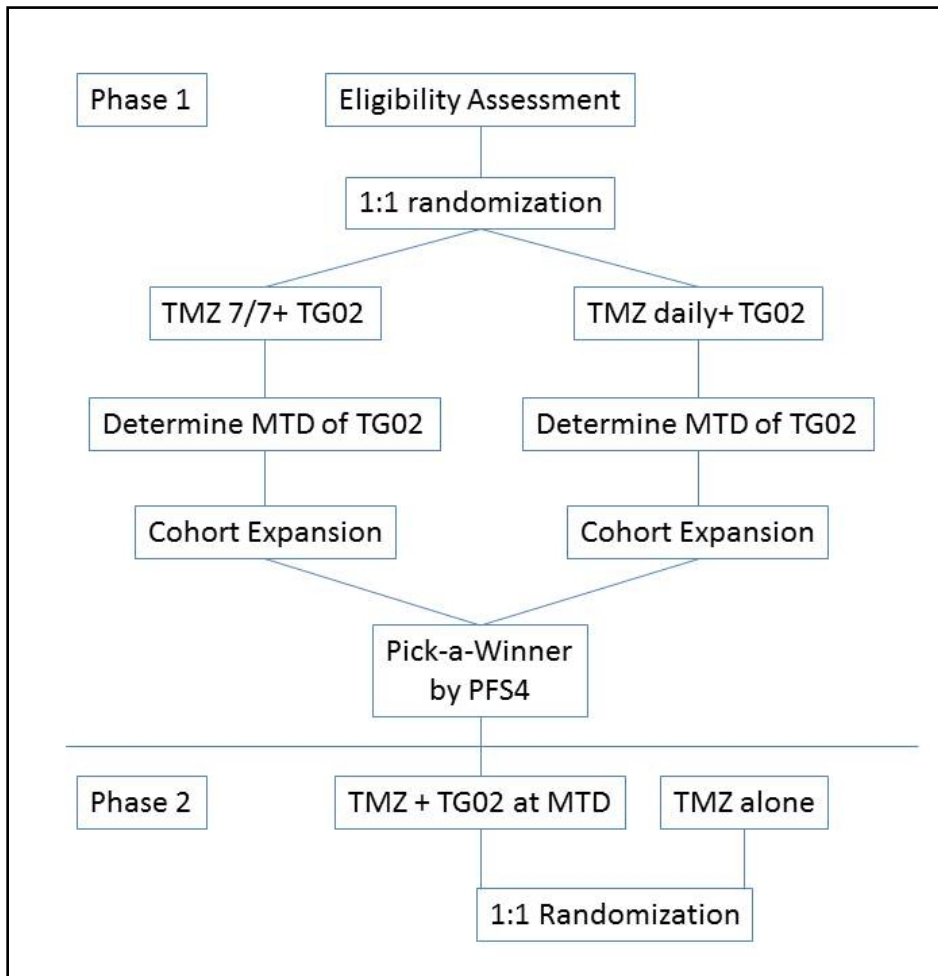 Phase 1
Eligibility Assessment
1:1 randomization
TMZ 7/7+ TG02
TMZ daily+ TG02
Determine MTD of TG02
Determine MTD of TG02
Cohort Expansion
Cohort Expansion
Pick-a-Winner
by PFS4
Phase 2
TMZ + TG02 at MTD
TMZ alone
1:1 Randomization